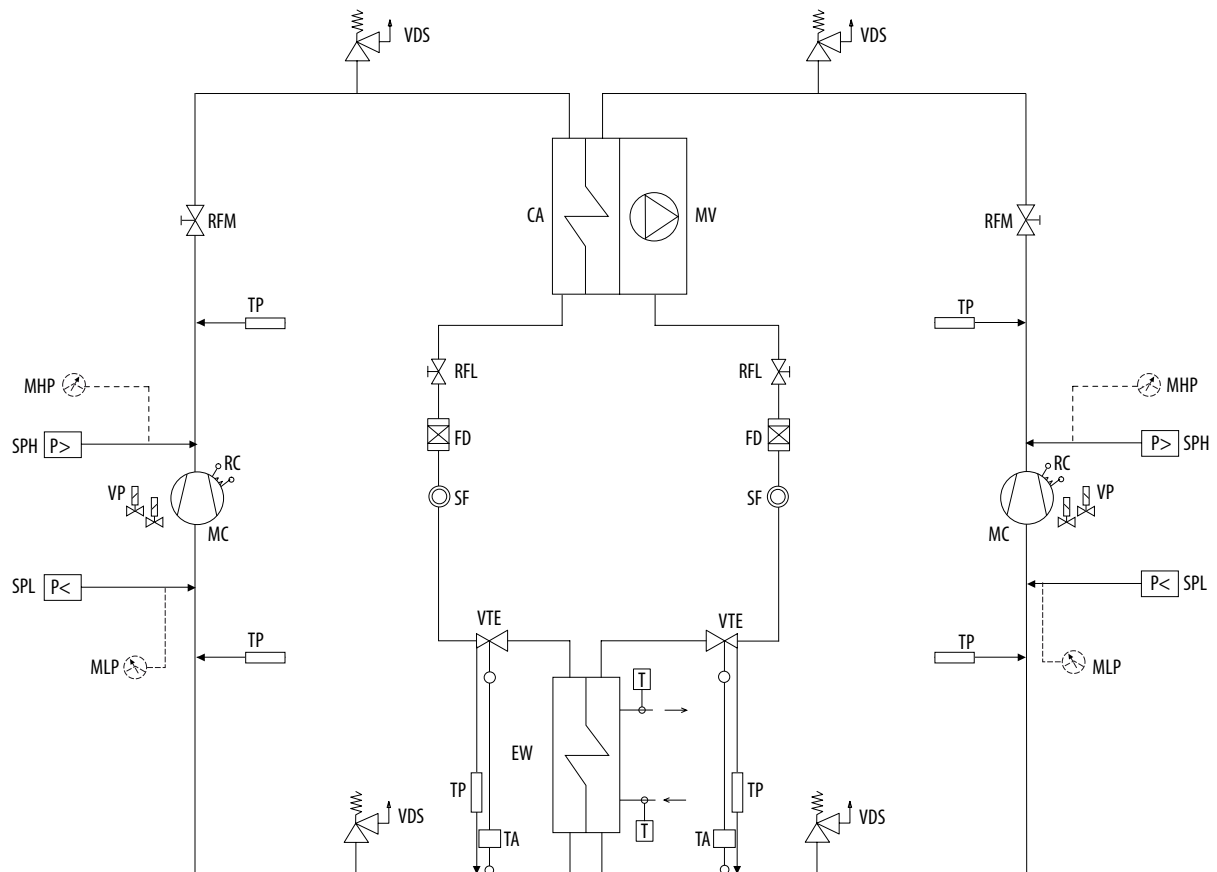 VDS VDS
CA MV
RFM RFM
TP TP
RFL RFL
MHP MHP
FD FD
SPH P> P> SPH
RC RC
VP SF SF VP
MC MC
SPL P< P< SPL
VTE VTE
TP TP
MLP MLP
T
EW
TP TP
VDS VDS
T
TA TA